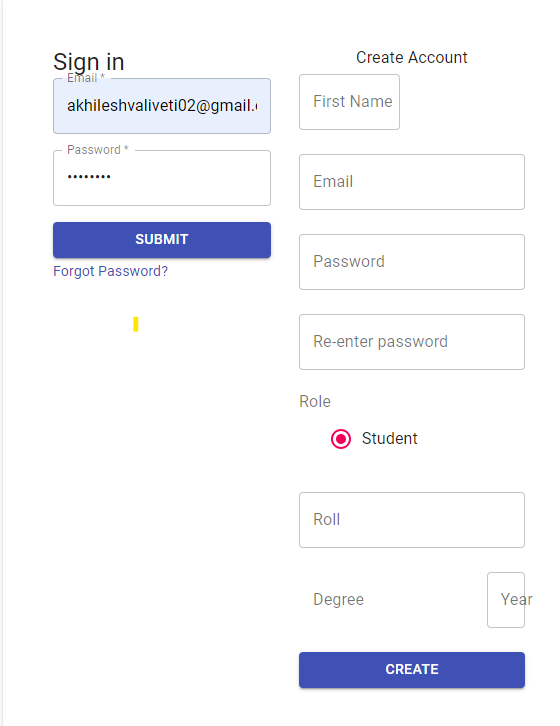 Sign in
Email *
akhileshvaliveti02@gmail.
Password *
••••••••
SUBMIT
Forgot Password?
Create Account
First Name
Email
Password
Re-enter password
Role
Student
Roll
Degree
Year
CREATE